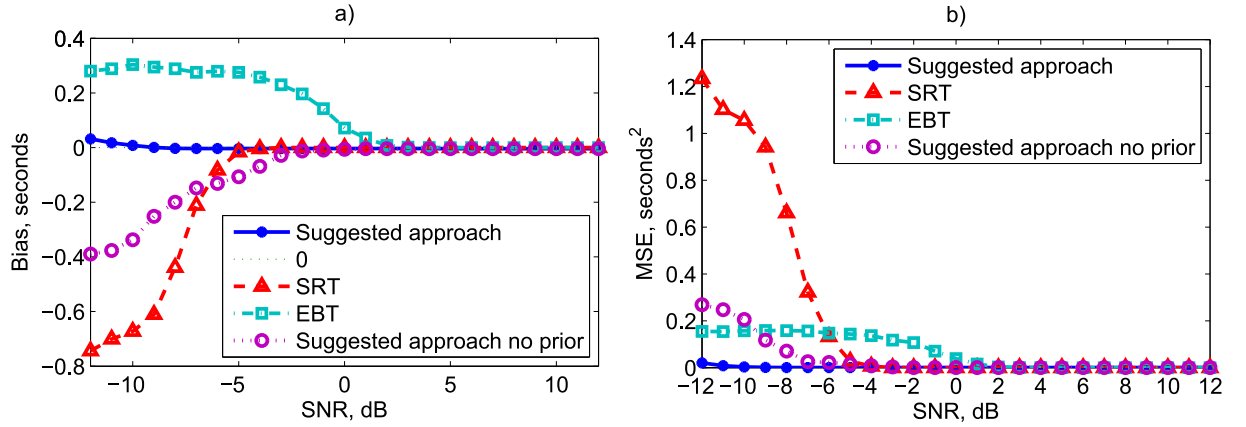 a)
0.4
0.2
0
−0.2
−0.4
−0.6
−0.8
Bias, seconds
Suggested approach
0
SRT
EBT
Suggested approach no prior
−10
−5
0
5
10
SNR, dB
b)
1.4
1.2
1
0.8
0.6
0.4
0.2
0
MSE, seconds²
Suggested approach
SRT
EBT
Suggested approach no prior
−12 −10 −8 −6 −4 −2 0 2 4 6 8 10 12
SNR, dB